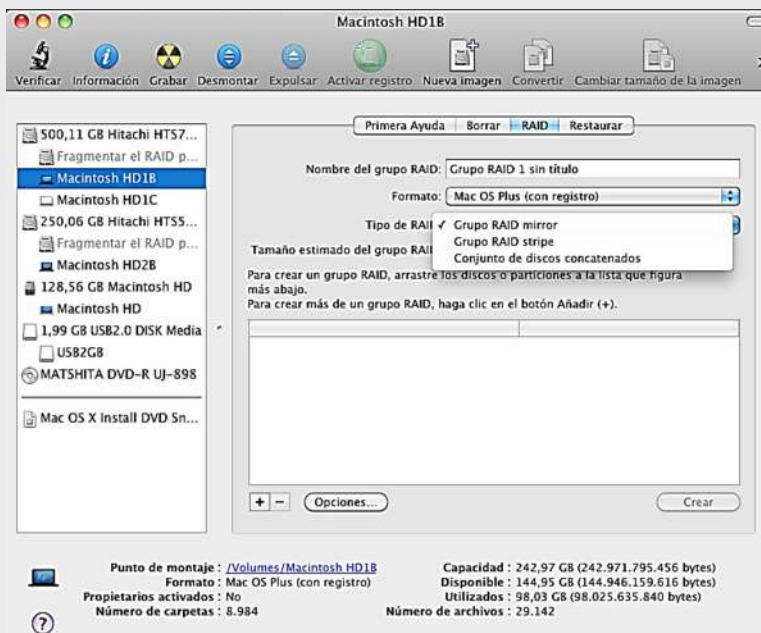 Macintosh HD1B
Verificar Información Grabar Desmontar Expulsar Activar registro Nueva imagen Convertir Cambiar tamaño de la imagen
500,11 GB Hitachi HTS7...
Fragmentar el RAID p...
Macintosh HD1B
Macintosh HD1C
250,06 GB Hitachi HTS5...
Fragmentar el RAID p...
Macintosh HD2B
128,56 GB Macintosh HD
Macintosh HD
1,99 GB USB2.0 DISK Media
USB2GB
MATSHITA DVD-R UJ-898
Mac OS X Install DVD Sn...
Primera Ayuda Borrar RAID Restaurar
Nombre del grupo RAID: Grupo RAID 1 sin título
Formato: Mac OS Plus (con registro)
Tipo de RAI ✓ Grupo RAID mirror
Grupo RAID stripe
Conjunto de discos concatenados
Tamaño estimado del grupo RAI
Para crear un grupo RAID, arrastre los discos o particiones a la lista que figura
más abajo.
Para crear más de un grupo RAID, haga clic en el botón Añadir (+).
+ - Opciones... Crear
Punto de montaje : /Volumes/Macintosh HD1B
Formato : Mac OS Plus (con registro)
Propietarios activados : No
Número de carpetas : 8.984
Capacidad : 242,97 GB (242.971.795.456 bytes)
Disponible : 144,95 GB (144.946.159.616 bytes)
Utilizados : 98,03 GB (98.025.635.840 bytes)
Número de archivos : 29.142
?